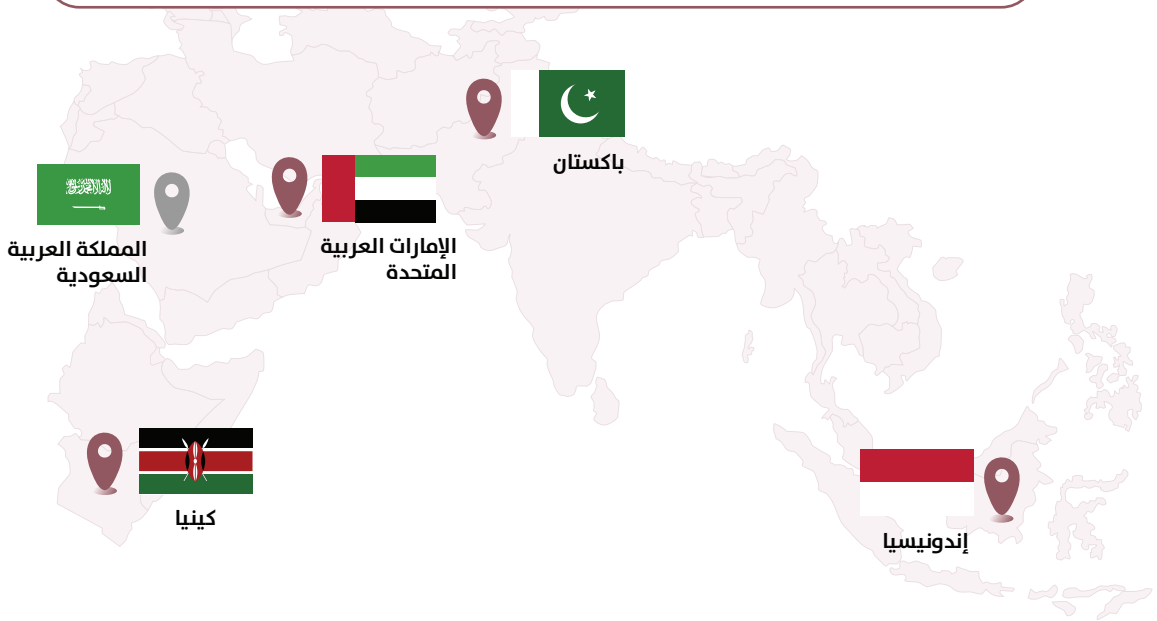 باكستان
الإمارات العربية
المتحدة
المملكة العربية
السعودية
كينيا
إندونيسيا